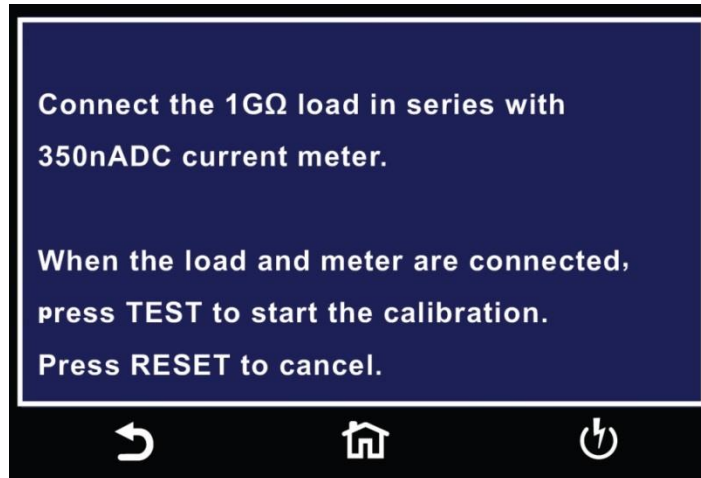 Connect the 1GΩ load in series with
350nADC current meter.
When the load and meter are connected,
press TEST to start the calibration.
Press RESET to cancel.